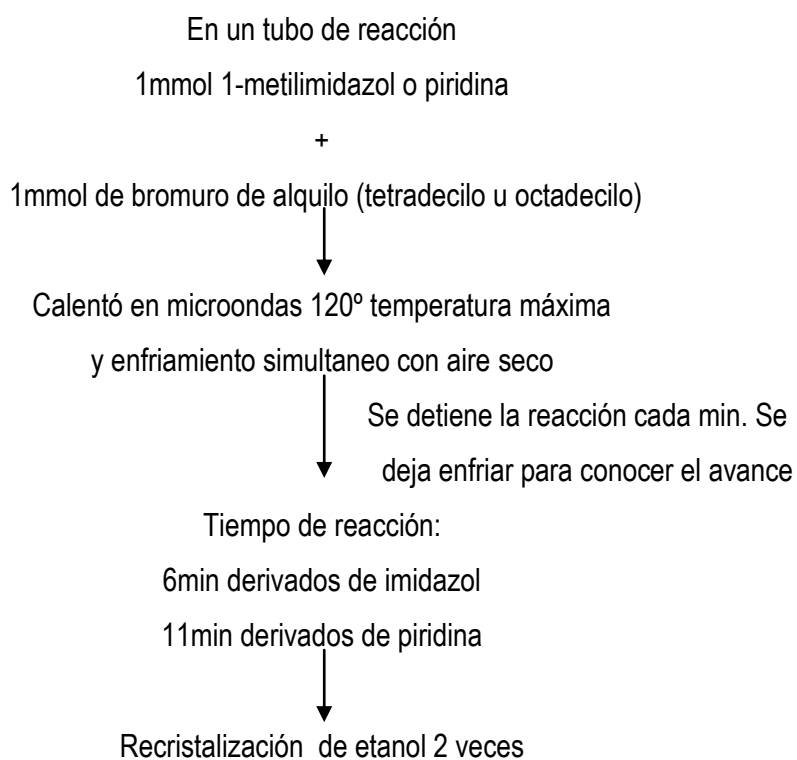 En un tubo de reacción
1mmol 1-metilimidazol o piridina
+
1mmol de bromuro de alquilo (tetradecilo u octadecilo)
Calentó en microondas 120º temperatura máxima
y enfriamiento simultaneo con aire seco
Se detiene la reacción cada min. Se
deja enfriar para conocer el avance
Tiempo de reacción:
6min derivados de imidazol
11min derivados de piridina
Recristalización de etanol 2 veces